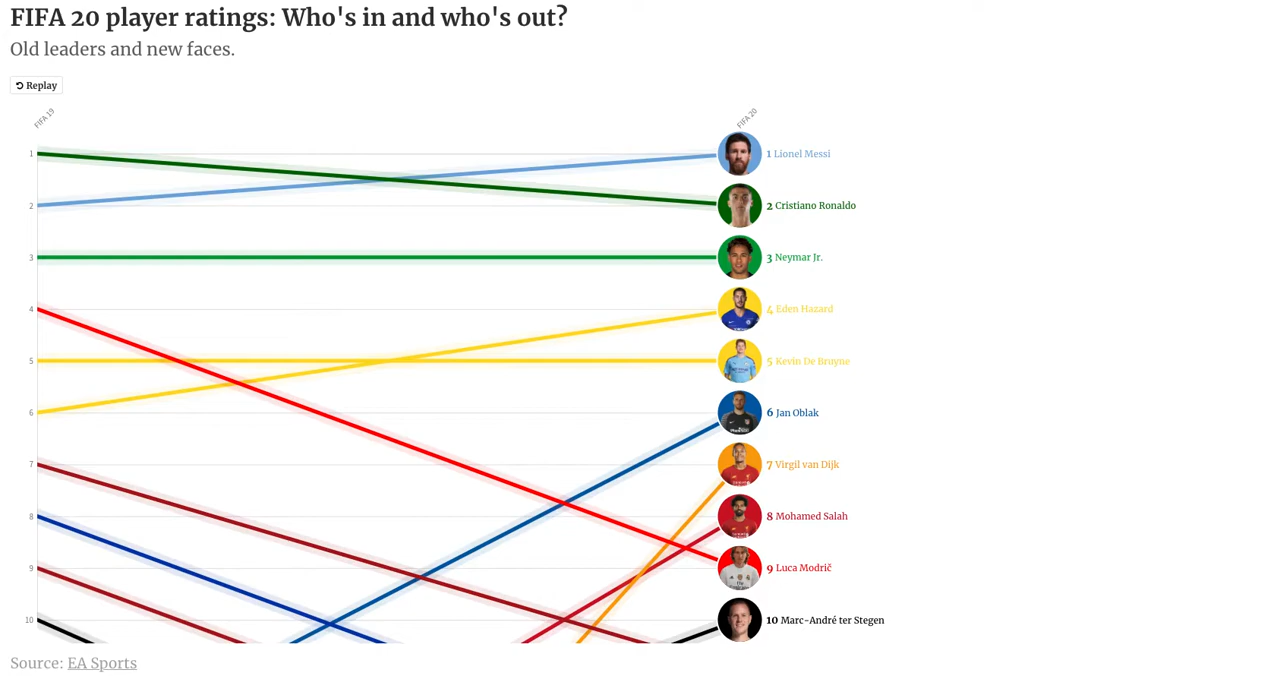 FIFA 20 player ratings: Who's in and who's out?
Old leaders and new faces.
Replay
FIFA 19
FIFA 20
1
1 Lionel Messi
2
2 Cristiano Ronaldo
3
3 Neymar Jr.
4
4 Eden Hazard
5
5 Kevin De Bruyne
6
6 Jan Oblak
7
7 Virgil van Dijk
8
8 Mohamed Salah
9
9 Luca Modrič
10
10 Marc-André ter Stegen
Source: EA Sports